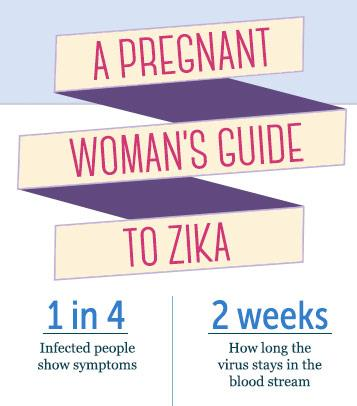 A PREGNANT
WOMAN'S GUIDE
TO ZIKA
1 in 4
Infected people
show symptoms
2 weeks
How long the
virus stays in the
blood stream